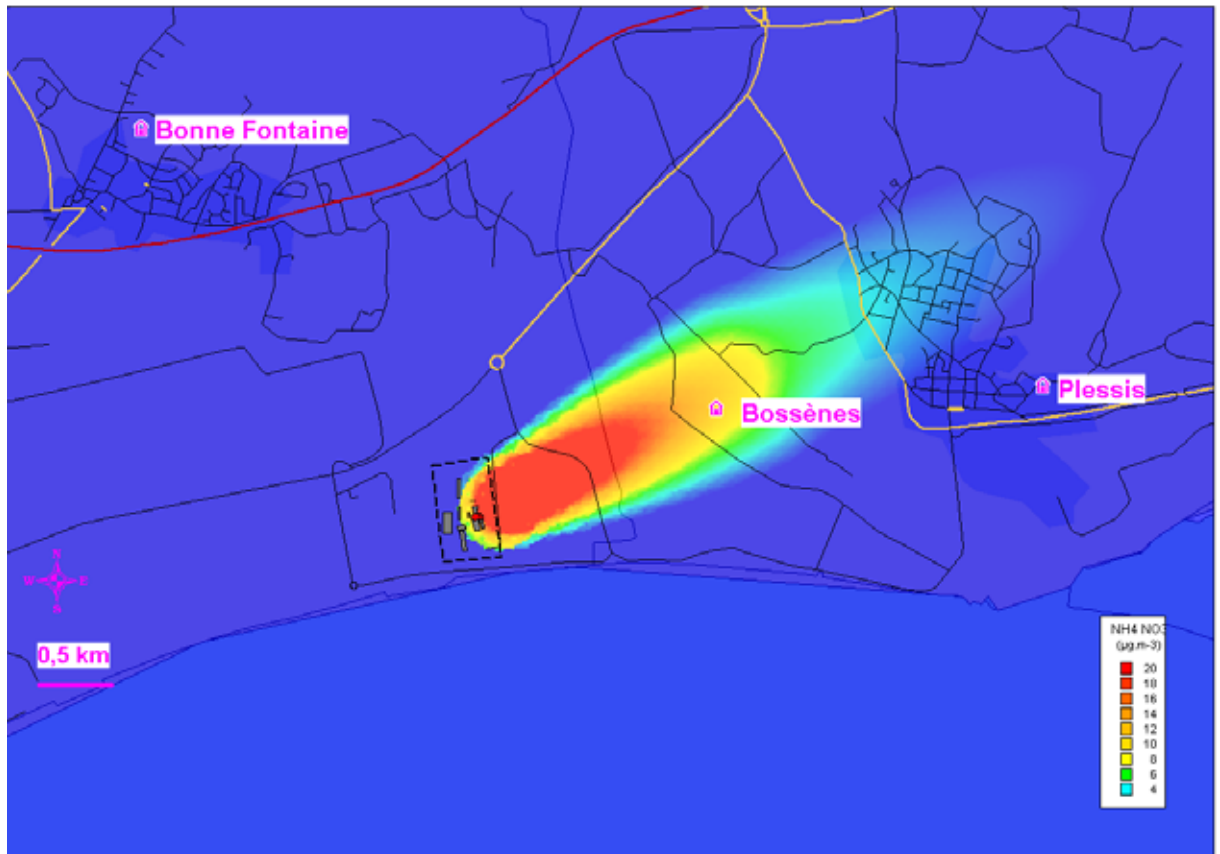 Bonne Fontaine
Plessis
Bossènes
N
W E
S
0,5 km
NH4 NO3
(µg.m-3)
20
18
16
14
12
10
8
6
4